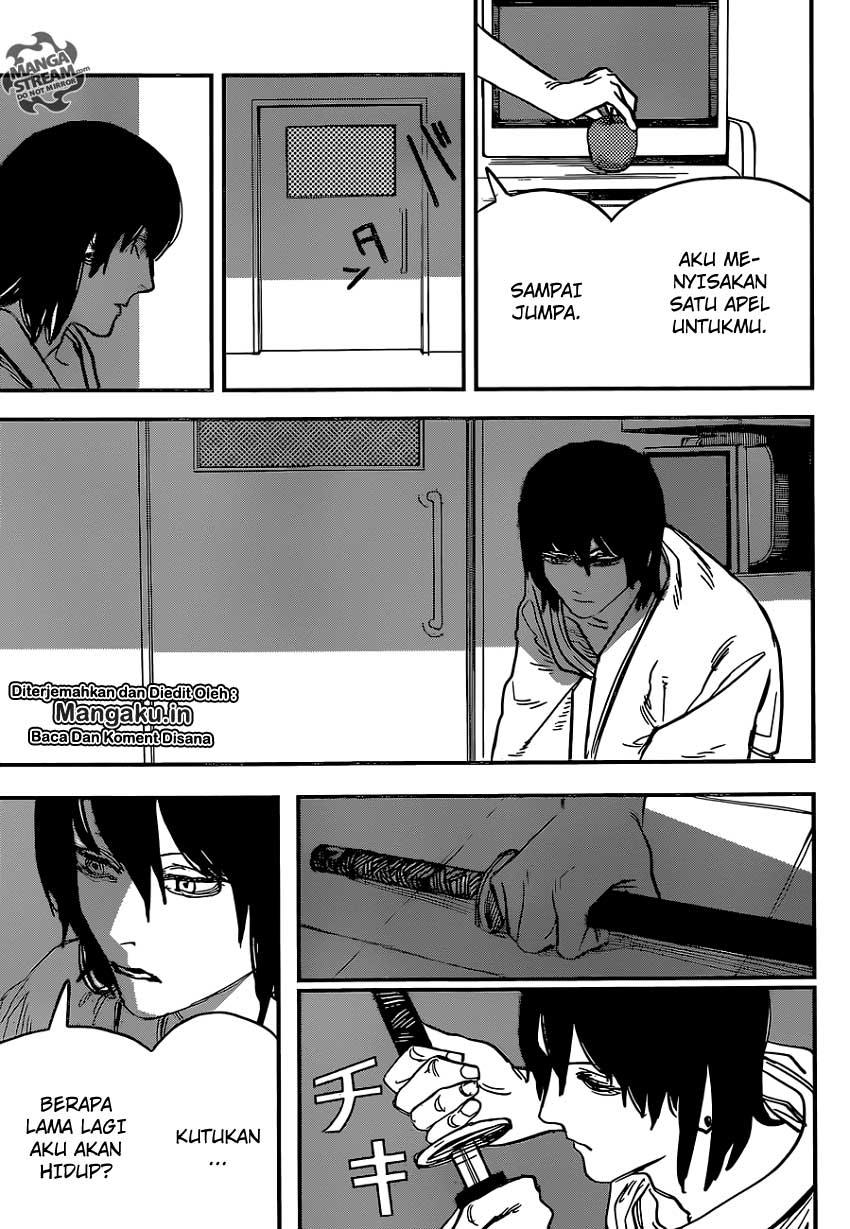 MANGA
STREAM.com
DO NOT MIRROR
AKU ME-
NYISAKAN
SATU APEL
UNTUKMU.
SAMPAI
JUMPA.
Diterjemahkan dan Diedit Oleh :
Mangaku.in
Baca Dan Koment Disana
チキ
KUTUKAN
...
BERAPA
LAMA LAGI
AKU AKAN
HIDUP?